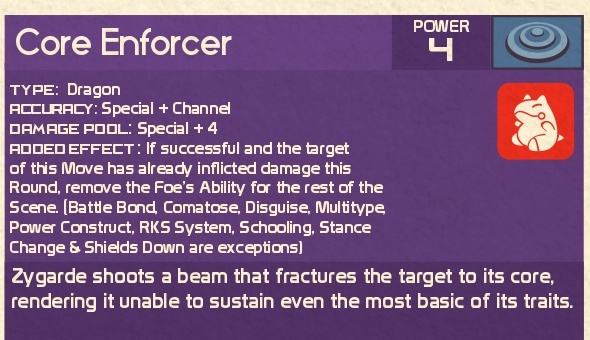 Core Enforcer
POWER
4
TYPE: Dragon
ACCURACY: Special + Channel
DAMAGE POOL: Special + 4
ADDED EFFECT: If successful and the target
of this Move has already inflicted damage this
Round, remove the Foe's Ability for the rest of the
Scene. (Battle Bond, Comatose, Disguise, Multitype,
Power Construct, RKS System, Schooling, Stance
Change & Shields Down are exceptions)
Zygarde shoots a beam that fractures the target to its core,
rendering it unable to sustain even the most basic of its traits.